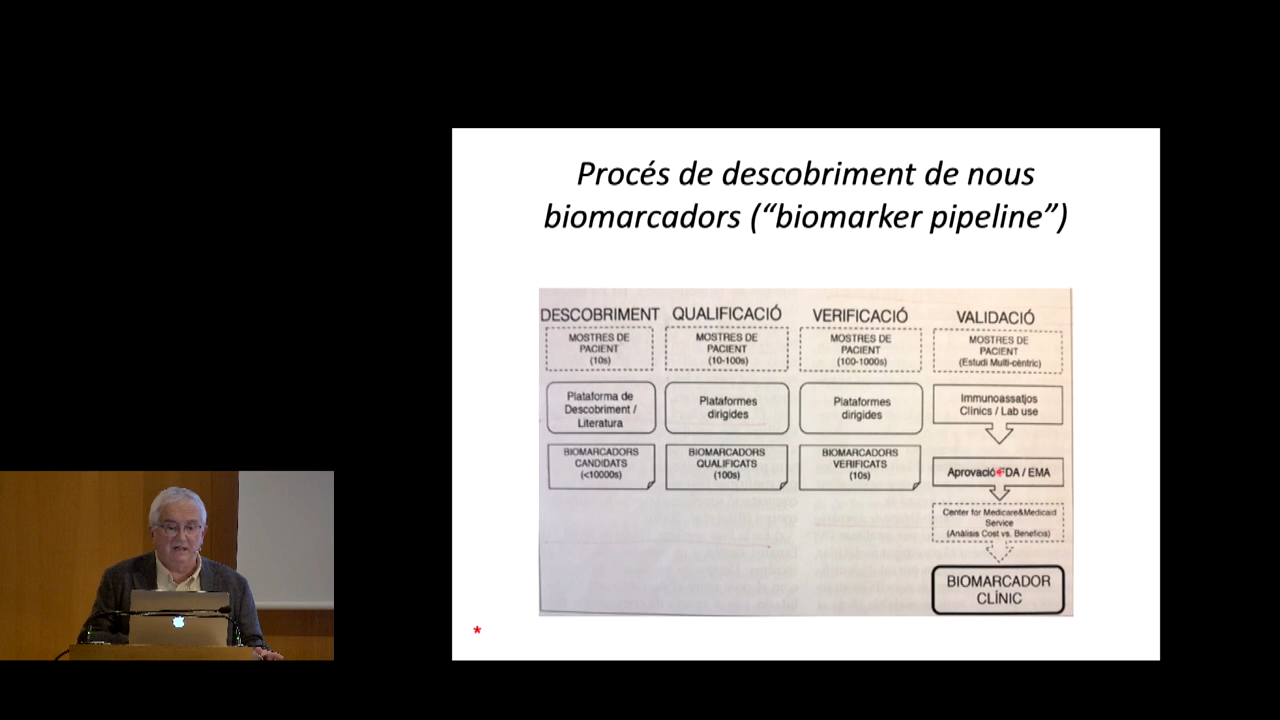 Procés de descobriment de nous
biomarcadors (“biomarker pipeline”)
DESCOBRIMENT
MOSTRES DE
PACIENT
(10s)
Plataforma de
Descobriment /
Literatura
BIOMARCADORS
CANDIDATS
(<10000s)
QUALIFICACIÓ
MOSTRES DE
PACIENT
(10-100s)
Plataformes
dirigides
BIOMARCADORS
QUALIFICATS
(100s)
VERIFICACIÓ
MOSTRES DE
PACIENT
(100-1000s)
Plataformes
dirigides
BIOMARCADORS
VERIFICATS
(10s)
VALIDACIÓ
MOSTRES DE
PACIENT
(Estudi Multi-cèntric)
Immunoassatjos
Clínics / Lab use
Aprovació FDA / EMA
Center for Medicare&Medicaid
Service
(Anàlisis Cost vs. Benefics)
BIOMARCADOR
CLÍNIC
*